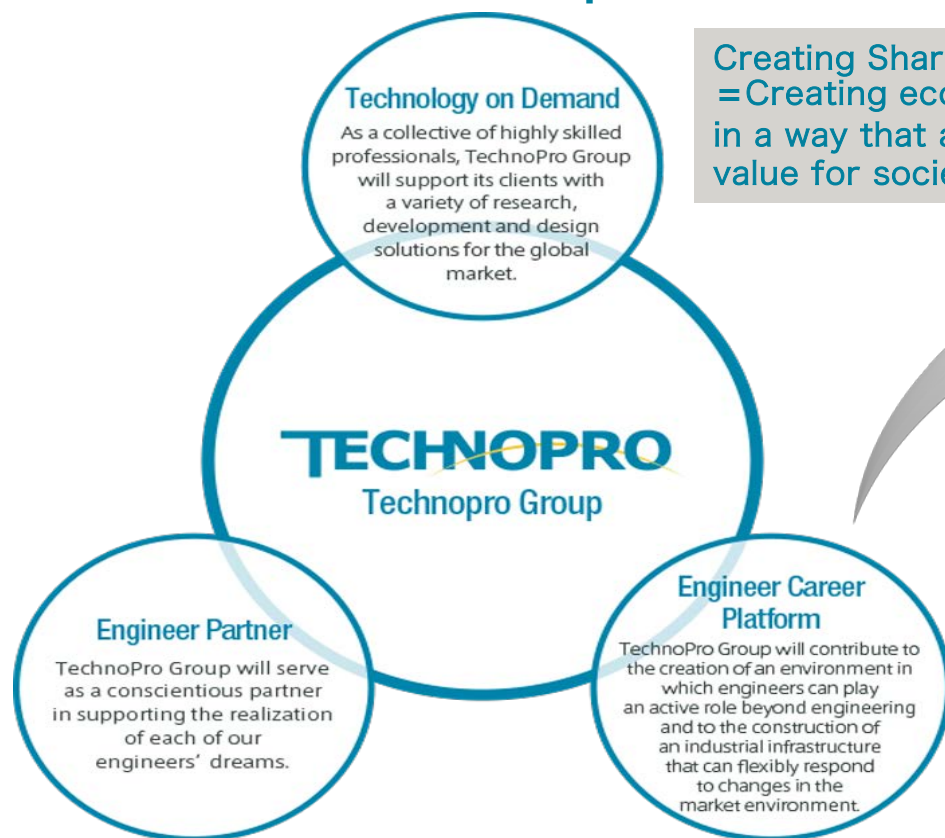 Technology on Demand
As a collective of highly skilled
professionals, TechnoPro Group
will support its clients with
a variety of research,
development and design
solutions for the global
market.
Creating Shar
=Creating eco
in a way that a
value for socie
TECHNOPRO
Technopro Group
Engineer Partner
TechnoPro Group will serve
as a conscientious partner
in supporting the realization
of each of our
engineers’ dreams.
Engineer Career
Platform
TechnoPro Group will contribute to
the creation of an environment in
which engineers can play
an active role beyond engineering
and to the construction of
an industrial infrastructure
that can flexibly respond
to changes in the
market environment.